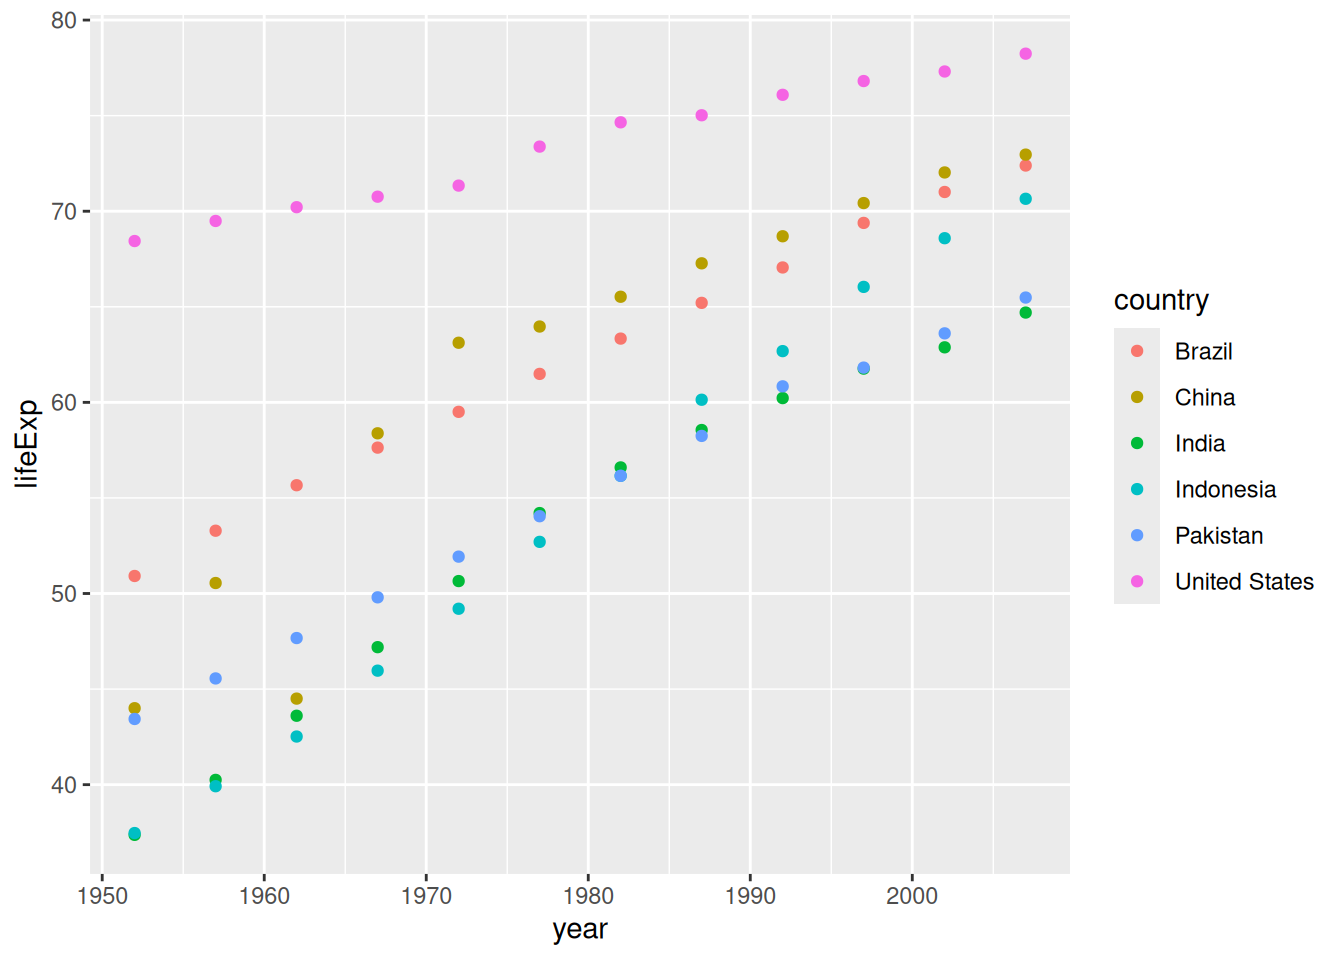 80
70
60
50
40
lifeExp
1950 1960 1970 1980 1990 2000
year
country
Brazil
China
India
Indonesia
Pakistan
United States